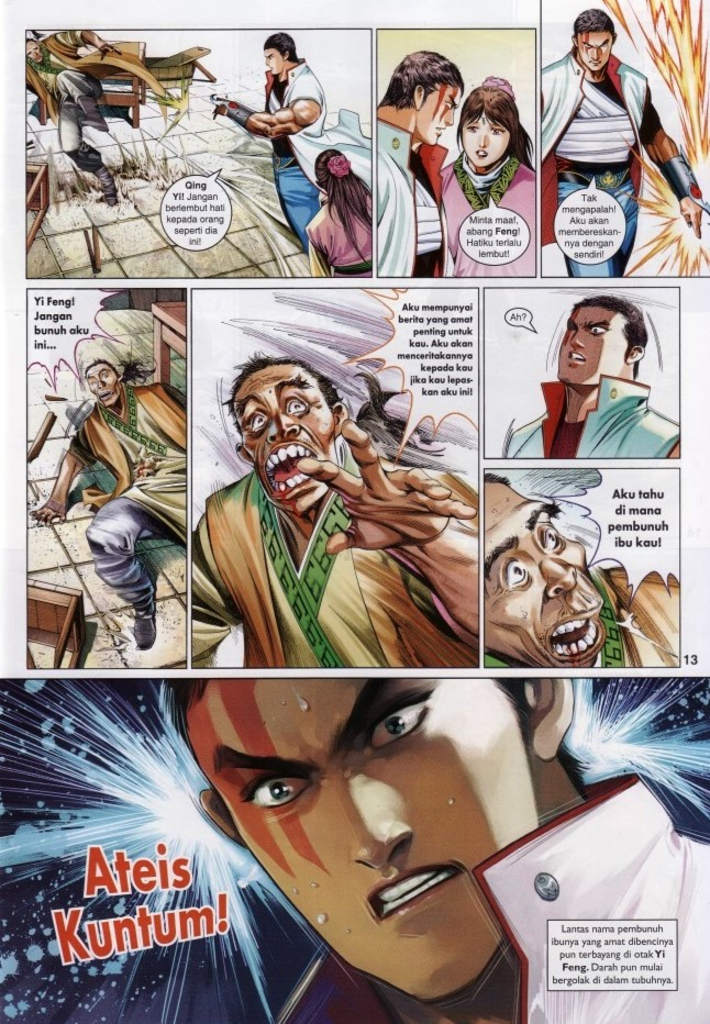 Qing
Yi! Jangan
berlembut hati
kepada orang
seperti dia
ini!
Minta maaf,
abang Feng!
Hatiku terlalu
lembut!
Tak
mengapalah!
Aku akan
membereskan-
nya dengan
sendiri!
Yi Feng!
Jangan
bunuh aku
ini...
Aku mempunyai
berita yang amat
penting untuk
kau. Aku akan
menceritakannya
kepada kau
jika kau lepas-
kan aku ini!
Ah?
Aku tahu
di mana
pembunuh
ibu kau!
13
Ateis
Kuntum!
Lantas nama pembunuh
ibunya yang amat dibencinya
pun terbayang di otak Yi
Feng. Darah pun mulai
bergolak di dalam tubuhnya.